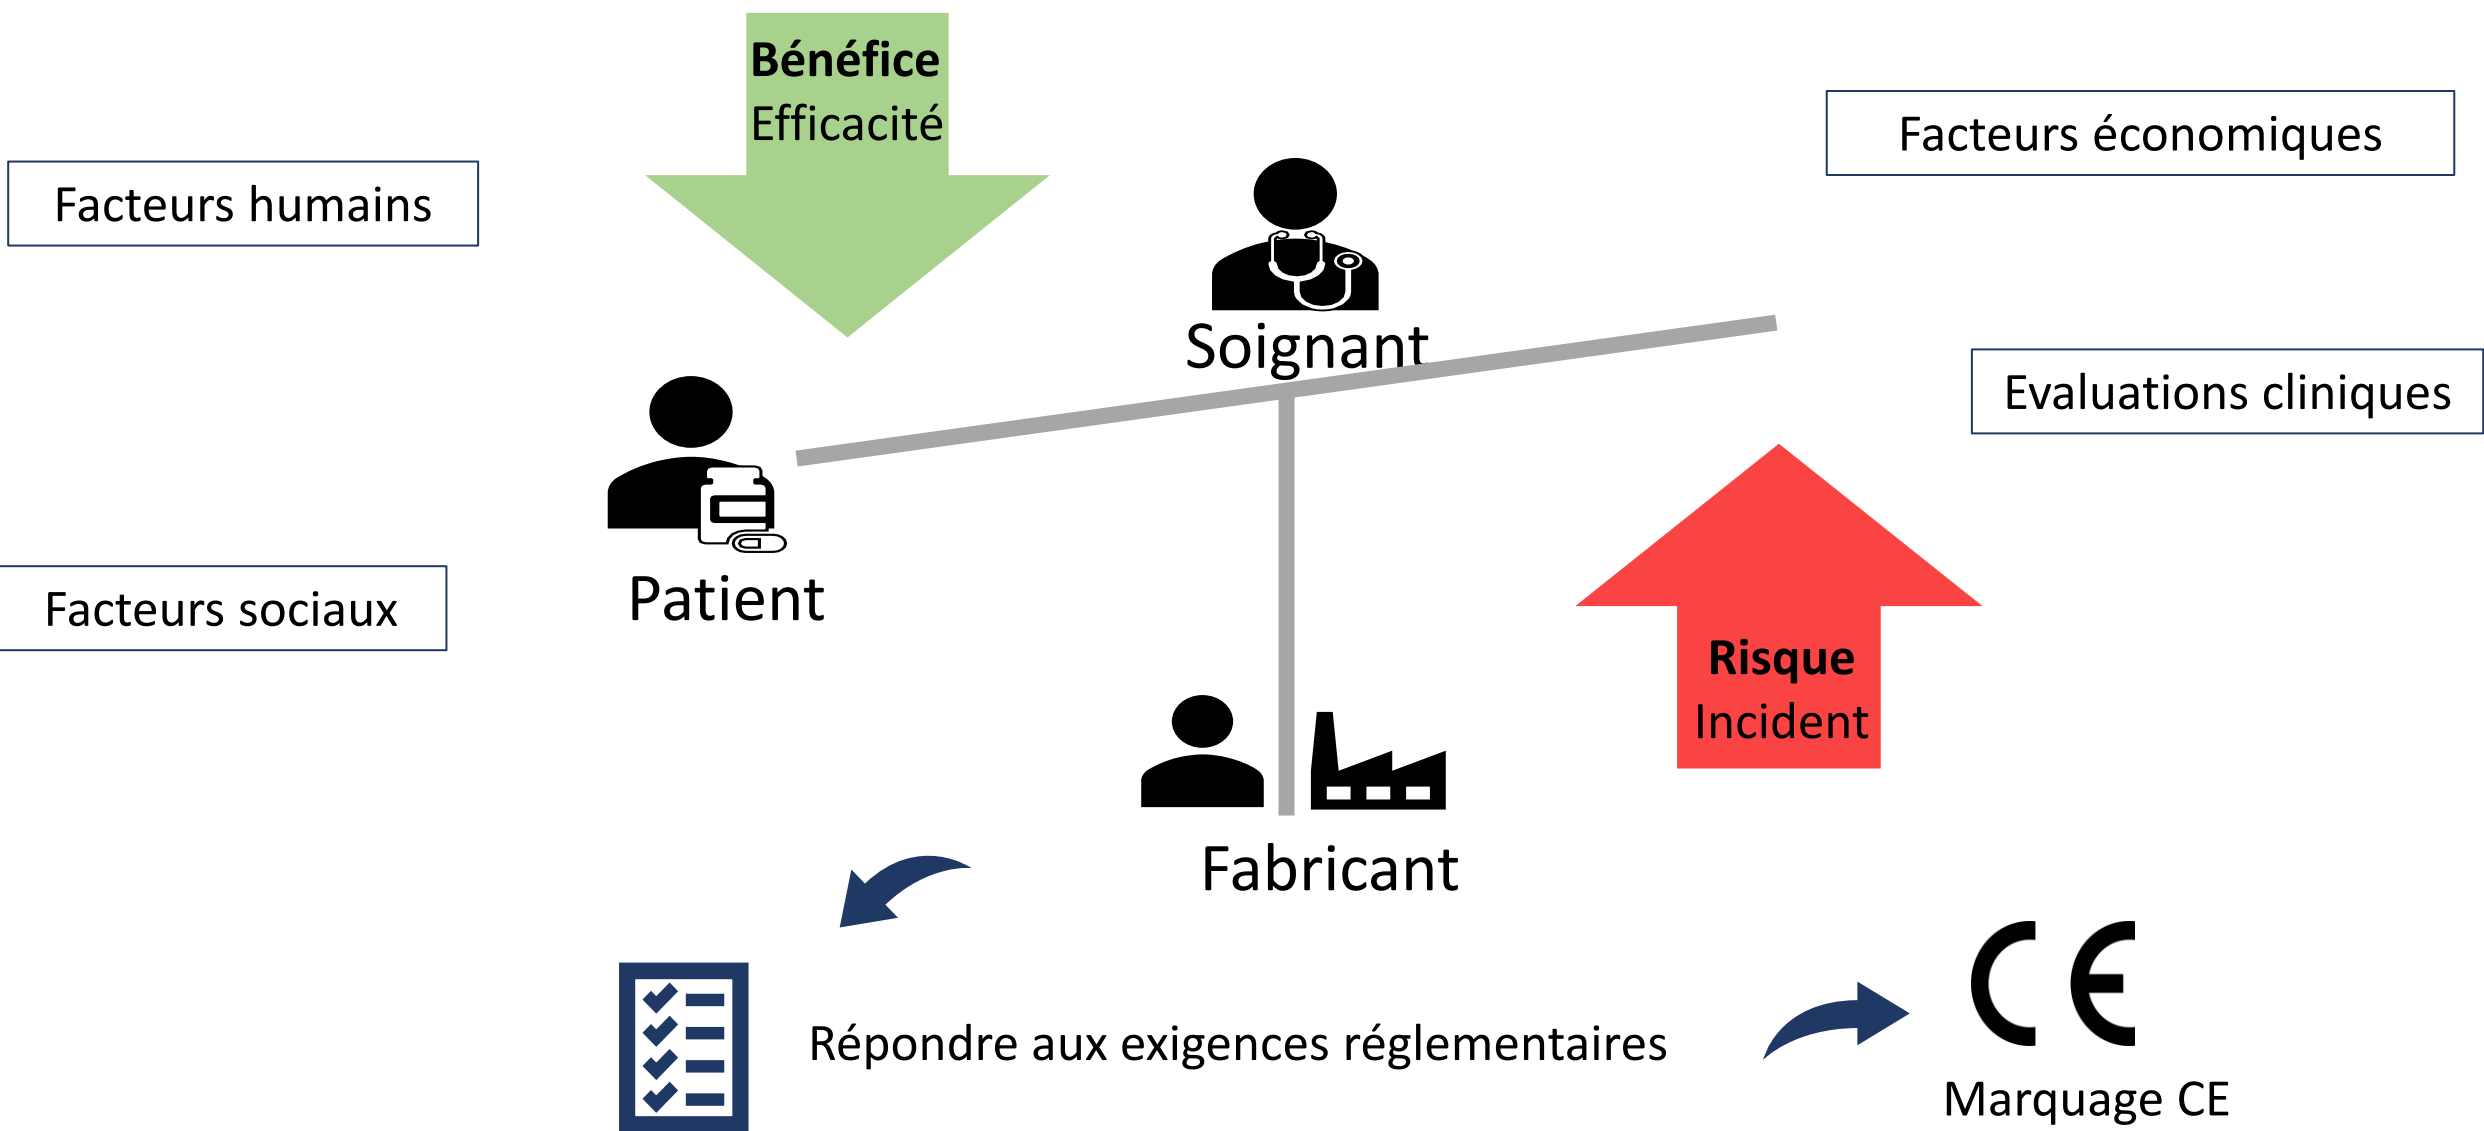 Bénéfice
Efficacité
Facteurs économiques
Facteurs humains
Soignant
Evaluations cliniques
Patient
Facteurs sociaux
Risque
Incident
Fabricant
CE
Répondre aux exigences réglementaires
Marquage CE